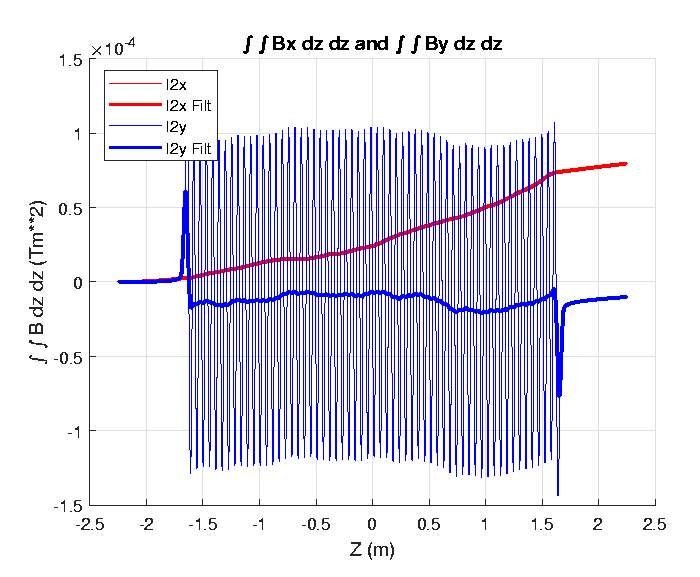 ∫ ∫ Bx dz dz and ∫ ∫ By dz dz
×10^-4
1.5
1
0.5
0
-0.5
-1
-1.5
∫ ∫ B dz dz (Tm**2)
I2x
I2x Filt
I2y
I2y Filt
-2.5 -2 -1.5 -1 -0.5 0 0.5 1 1.5 2 2.5
Z (m)